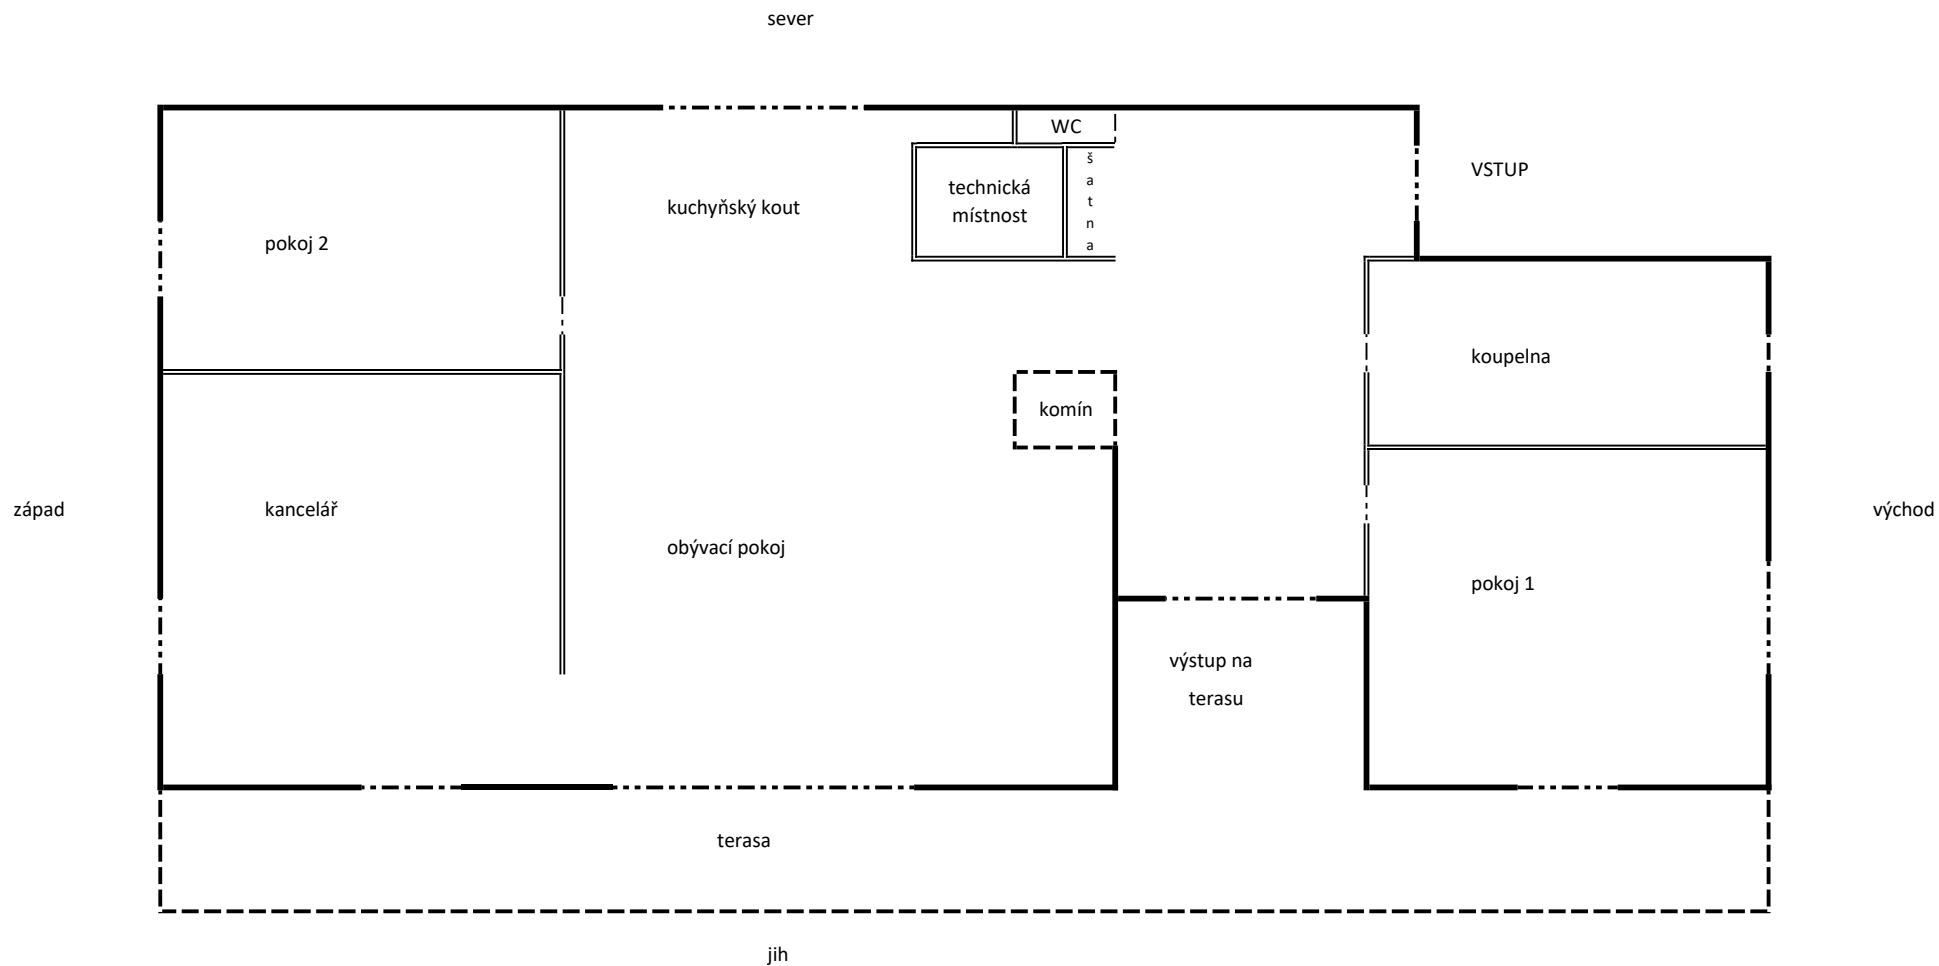 sever
WC
VSTUP
šatna
technická
místnost
kuchyňský kout
pokoj 2
koupelna
komín
západ
kancelář
východ
obývací pokoj
pokoj 1
výstup na
terasu
terasa
jih